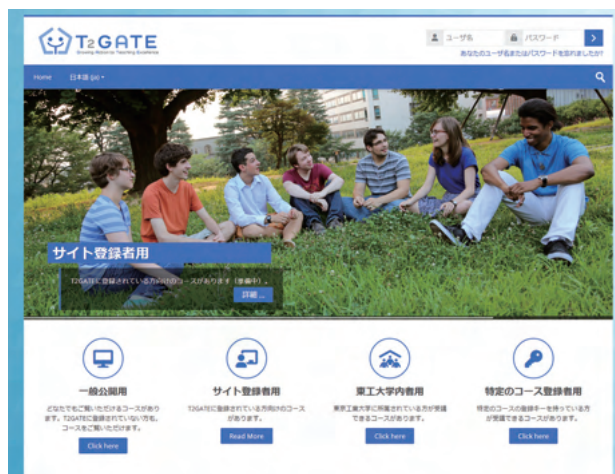 T2GATE
Growing Material Teaching Excellence
ユーザ名
パスワード
あなたのユーザ名またはパスワードを忘れましたか?
Home 日本語 (ja)
サイト登録者用
T2GATEに登録されている方向けのコースがあります(準備中)。
詳細 ...
一般公開用
どなたでもご覧いただけるコースがあり
ます。T2GATEに登録されていない方も、
コースをご覧いただけます。
Click here
サイト登録者用
T2GATEに登録されている方向けのコース
があります。
Read More
東工大学内者用
東京工業大学に所属されている方が受講
できるコースがあります。
Click here
特定のコース登録者用
特定のコースの登録キーを持っている方
が受講できるコースがあります。
Click here